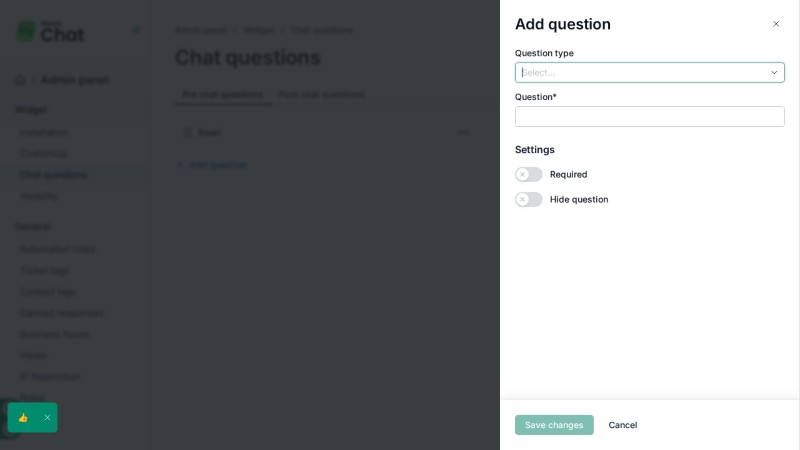 Chat
Admin panel / Widget / Chat questions
Chat questions
Pre chat questions
Post chat questions
Email
Add question
/ Admin panel
Widget
Installation
Customize
Chat questions
Visibility
General
Automation rules
Ticket tags
Contact tags
Canned responses
Business hours
Views
IP Restriction
👍
Add question
Question type
Select...
Question*
Settings
Required
Hide question
Save changes
Cancel